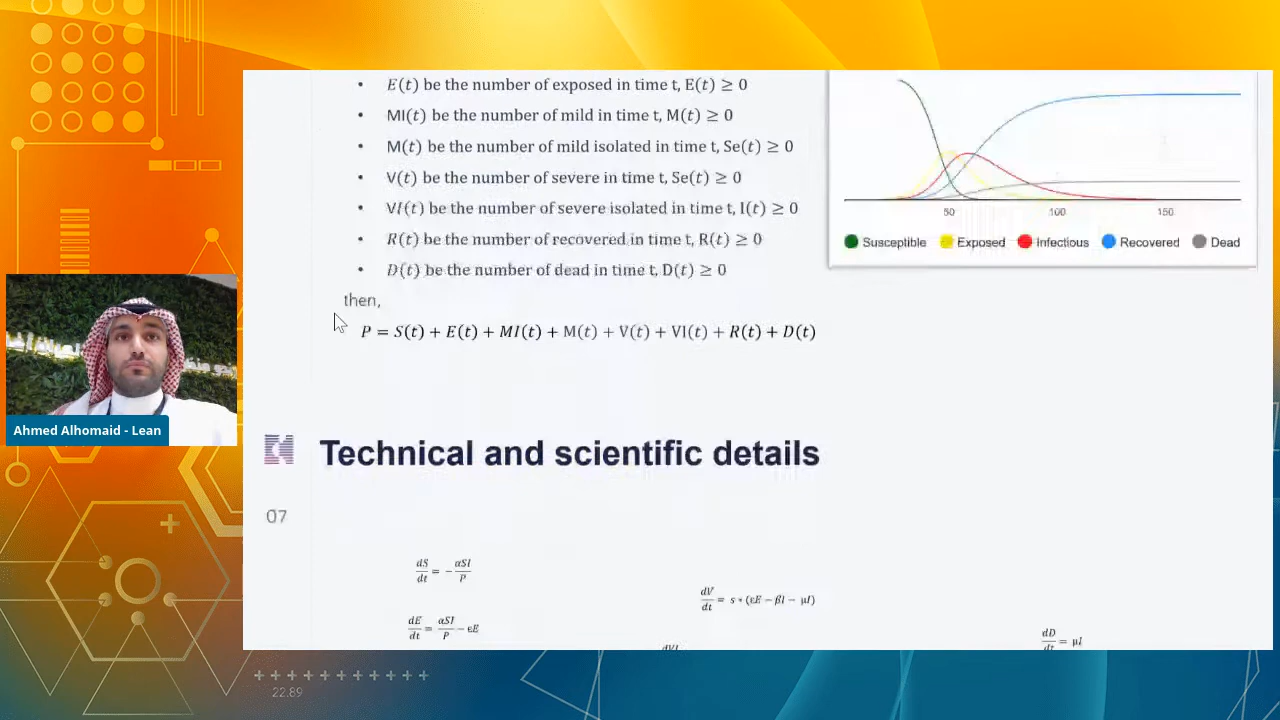 E(t) be the number of exposed in time t, E(t) ≥ 0
MI(t) be the number of mild in time t, M(t) ≥ 0
M(t) be the number of mild isolated in time t, Se(t) ≥ 0
V(t) be the number of severe in time t, Se(t) ≥ 0
VI(t) be the number of severe isolated in time t, I(t) ≥ 0
R(t) be the number of recovered in time t, R(t) ≥ 0
D(t) be the number of dead in time t, D(t) ≥ 0
then,
P = S(t) + E(t) + MI(t) + M(t) + V(t) + VI(t) + R(t) + D(t)
50 100 150
Susceptible Exposed Infectious Recovered Dead
Ahmed Alhomaid - Lean
Technical and scientific details
07
dS/dt = − αSI/P
dE/dt = αSI/P − εE
dV/dt = s * (εE − βI − μI)
dVI
dD/dt = μI
22.89